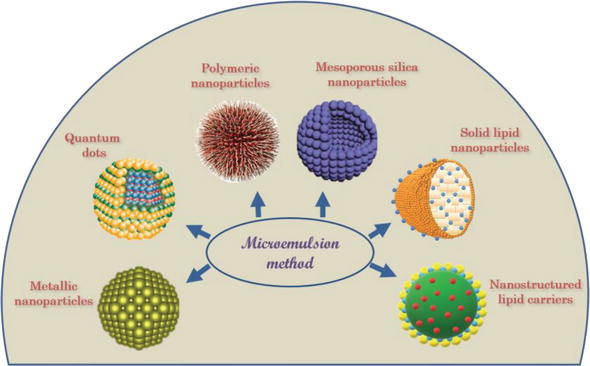 Polymeric
nanoparticles
Mesoporous silica
nanoparticles
Quantum
dots
Solid lipid
nanoparticles
Microemulsion
method
Metallic
nanoparticles
Nanostructured
lipid carriers